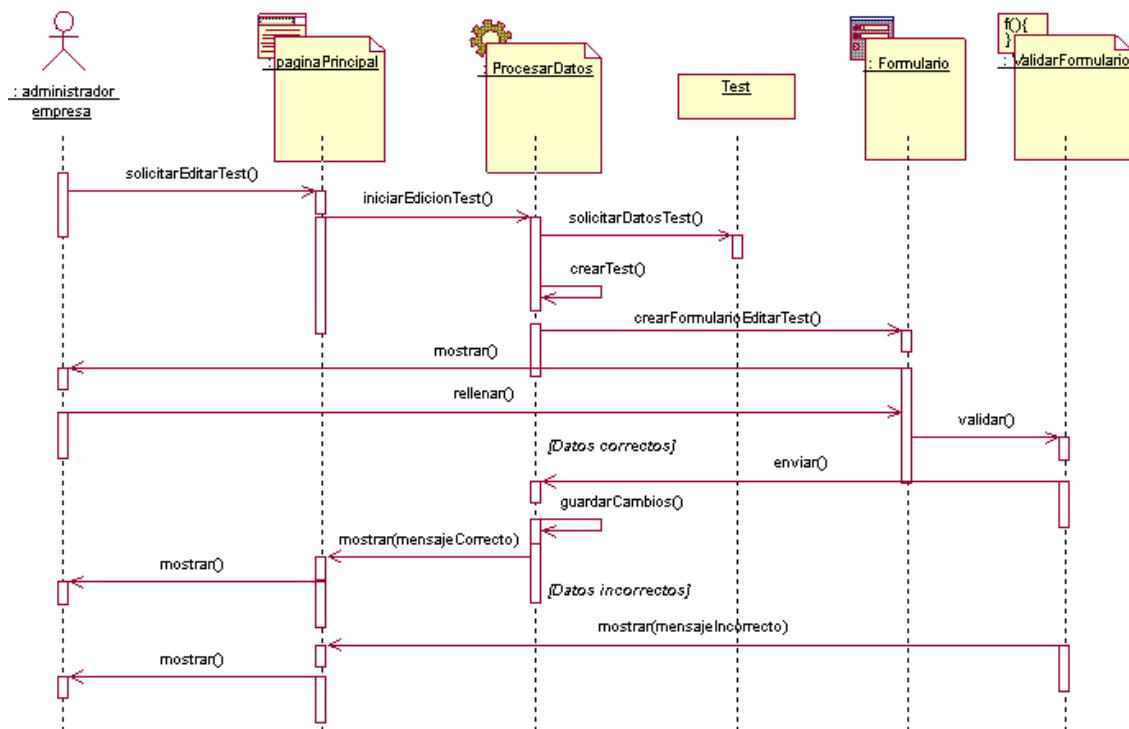 f(){
}
: paginaPrincipal
: ProcesarDatos
: Formulario
: ValidarFormulario
: administrador
empresa
Test
solicitarEditarTest()
iniciarEdicionTest()
solicitarDatosTest()
crearTest()
crearFormularioEditarTest()
mostrar()
rellenar()
validar()
[Datos correctos]
enviar()
guardarCambios()
mostrar(mensajeCorrecto)
mostrar()
[Datos incorrectos]
mostrar(mensajeIncorrecto)
mostrar()